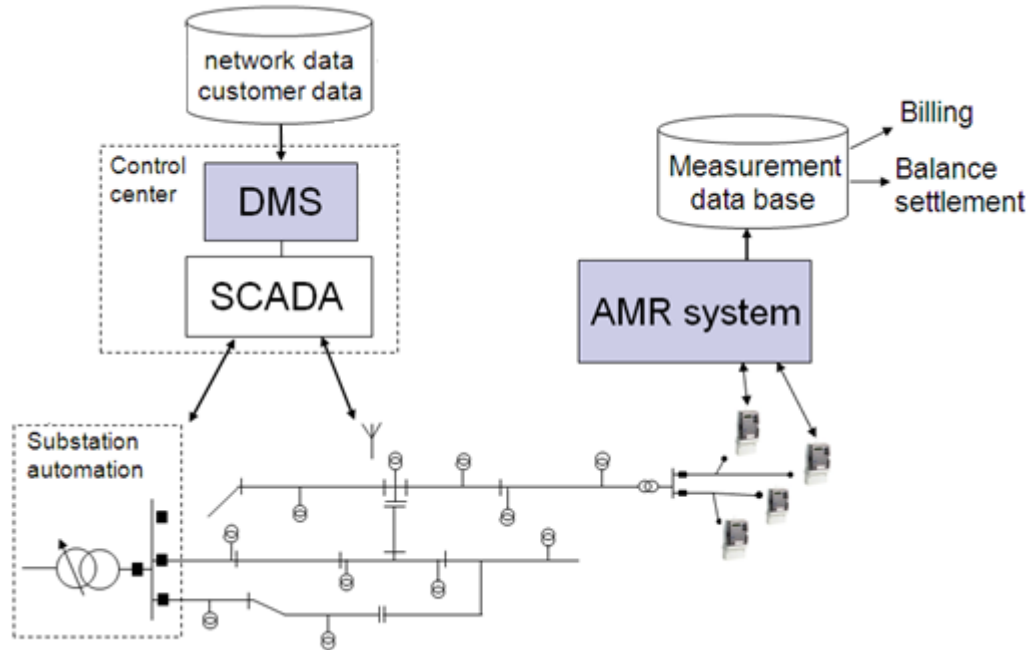 network data
customer data
Control
center
DMS
SCADA
Billing
Measurement
data base
Balance
settlement
AMR system
Substation
automation